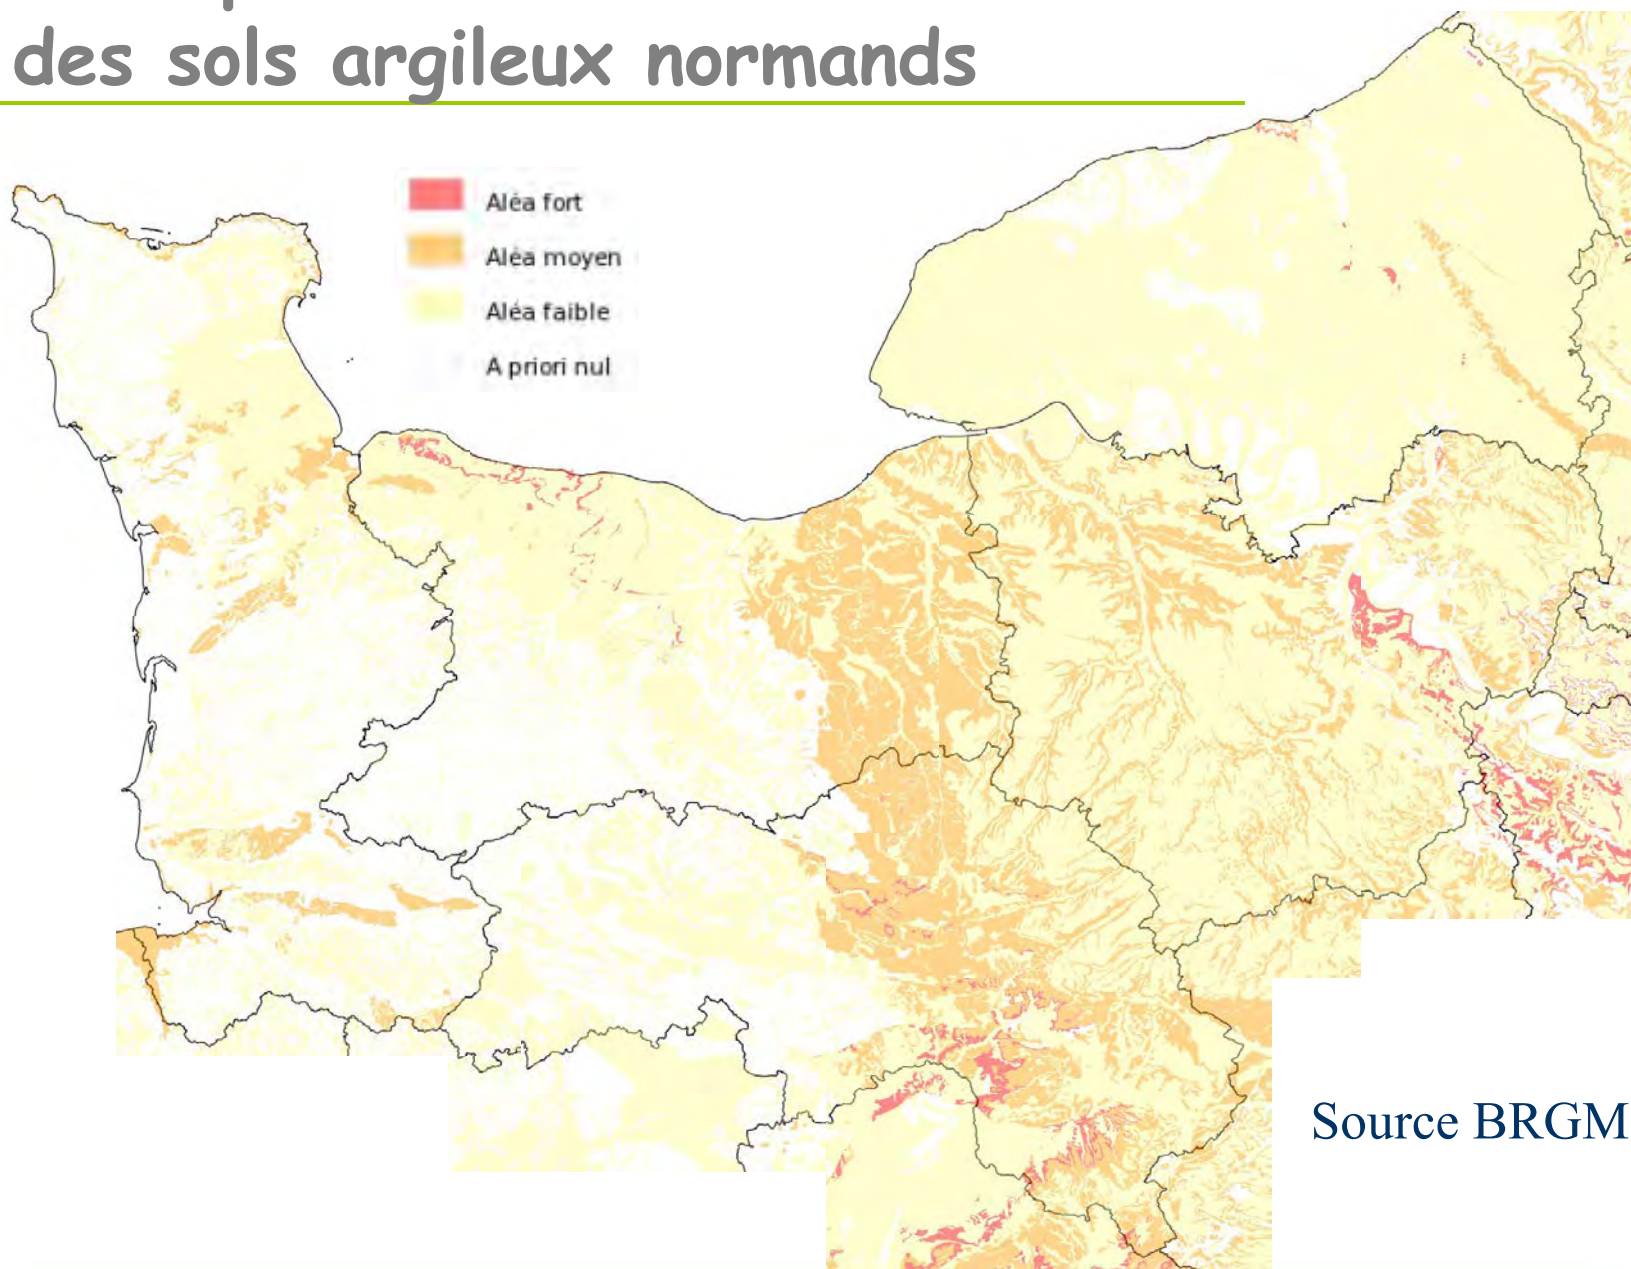 des sols argileux normands
Aléa fort
Aléa moyen
Aléa faible
A priori nul
Source BRGM